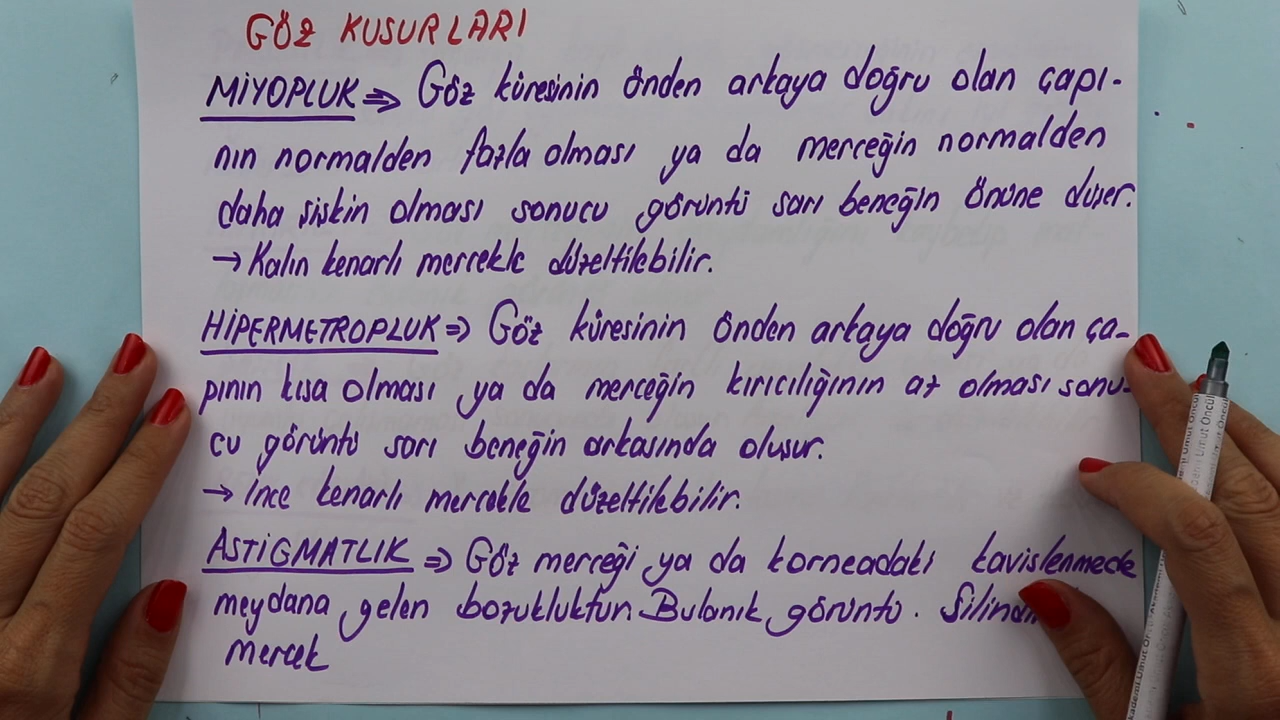 GÖZ KUSURLARI
MİYOPLUK ⇒ Göz küresinin önden arkaya doğru olan çapı-
nın normalden fazla olması ya da merceğin normalden
daha şişkin olması sonucu görüntü sarı beneğin önüne düşer.
→ Kalın kenarlı mercekle düzeltilebilir.
HİPERMETROPLUK ⇒ Göz küresinin önden arkaya doğru olan ça-
pının kısa olması ya da merceğin kırıcılığının az olması sonu-
cu görüntü sarı beneğin arkasında oluşur.
→ İnce kenarlı mercekle düzeltilebilir.
ASTİGMATLIK ⇒ Göz merceği ya da korneadaki kavislenmede
meydana gelen bozukluktur. Bulanık görüntü.
mercek